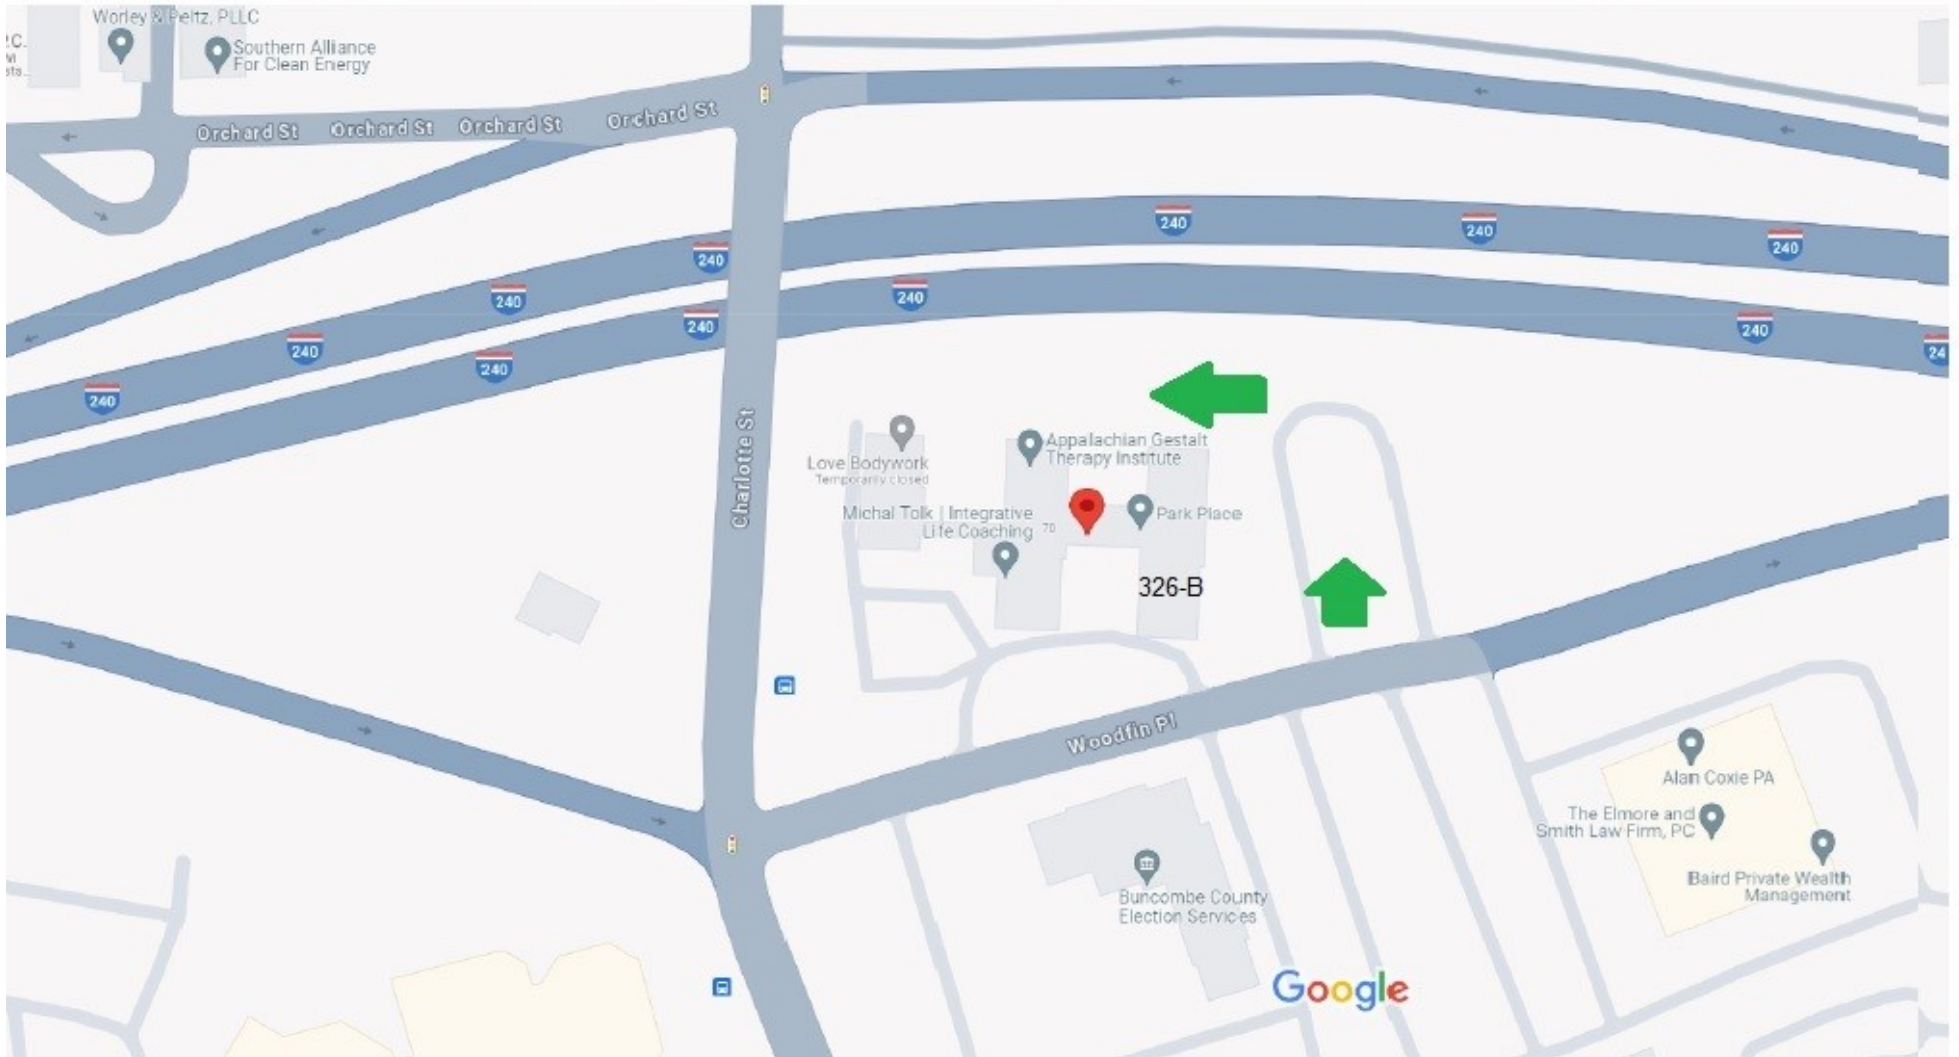 Worley & Peltz, PLLC
Southern Alliance
For Clean Energy
Orchard St
Orchard St
Orchard St
Orchard St
240
240
240
240
240
240
240
240
240
240
240
24
Charlotte St
Love Bodywork
Temporarily closed
Appalachian Gestalt
Therapy Institute
Michal Tolk | Integrative
Life Coaching
70
Park Place
326-B
Woodfin Pl
Alan Coxie PA
The Elmore and
Smith Law Firm, PC
Baird Private Wealth
Management
Buncombe County
Election Services
Google